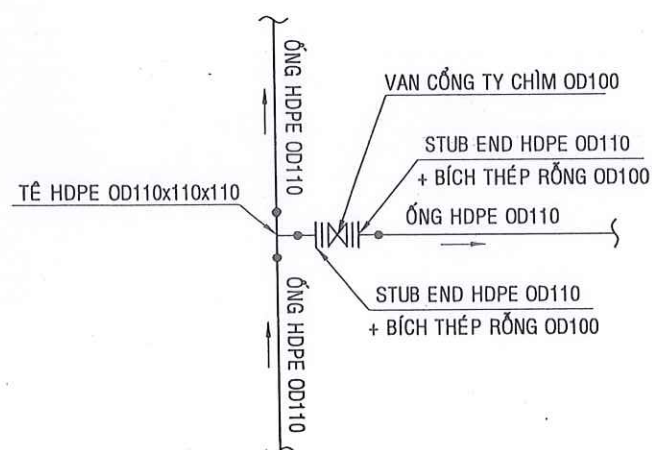 ỐNG HDPE OD110
VAN CỔNG TY CHÌM OD100
STUB END HDPE OD110
+ BÍCH THÉP RỖNG OD100
TÊ HDPE OD110x110x110
ỐNG HDPE OD110
STUB END HDPE OD110
+ BÍCH THÉP RỖNG OD100
ỐNG HDPE OD110